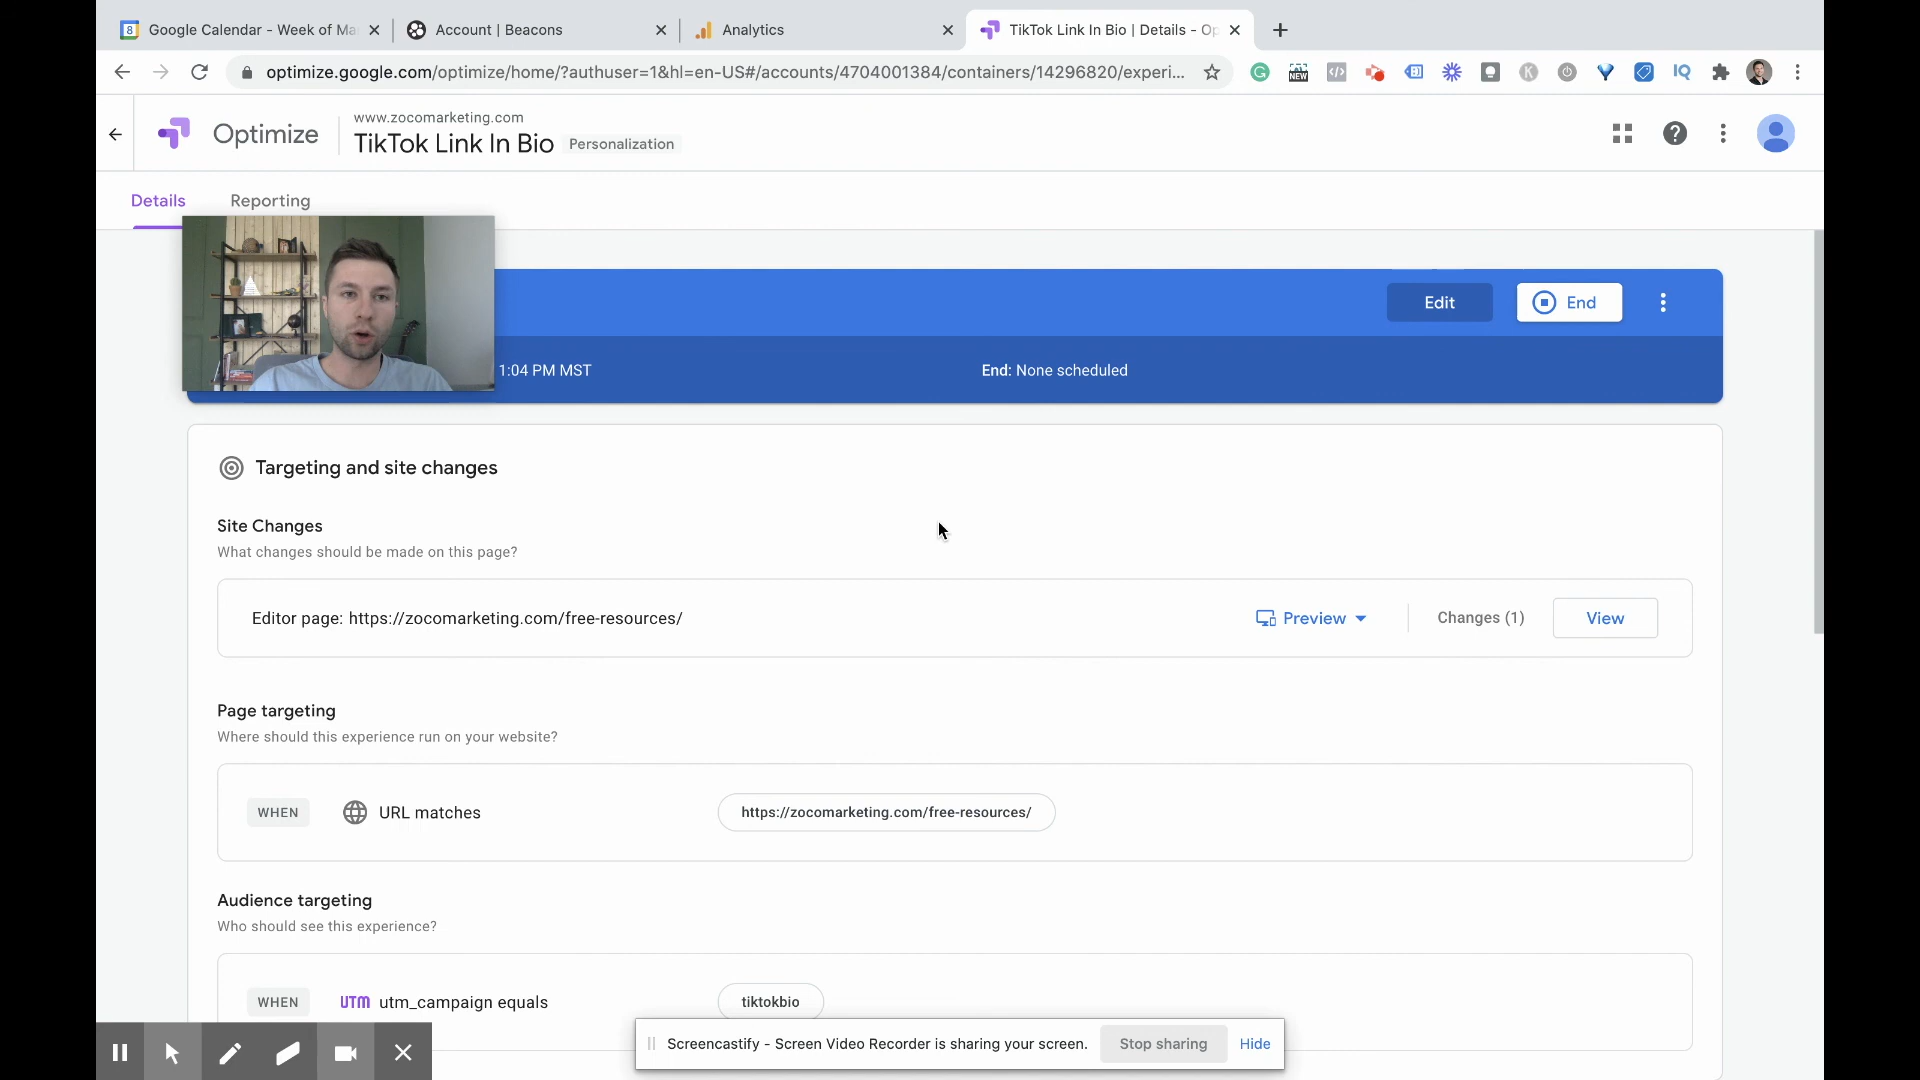 Google Calendar - Week of Ma
Account | Beacons
Analytics
TikTok Link In Bio | Details - Op
optimize.google.com/optimize/home/?authuser=1&hl=en-US#/accounts/4704001384/containers/14296820/experi...
NEW
IQ
Optimize
www.zocomarketing.com
TikTok Link In Bio Personalization
Details Reporting
Edit End
1:04 PM MST
End: None scheduled
Targeting and site changes
Site Changes
What changes should be made on this page?
Editor page: https://zocomarketing.com/free-resources/ Preview Changes (1) View
Page targeting
Where should this experience run on your website?
WHEN URL matches https://zocomarketing.com/free-resources/
Audience targeting
Who should see this experience?
WHEN UTM utm_campaign equals tiktokbio
Screencastify - Screen Video Recorder is sharing your screen. Stop sharing Hide